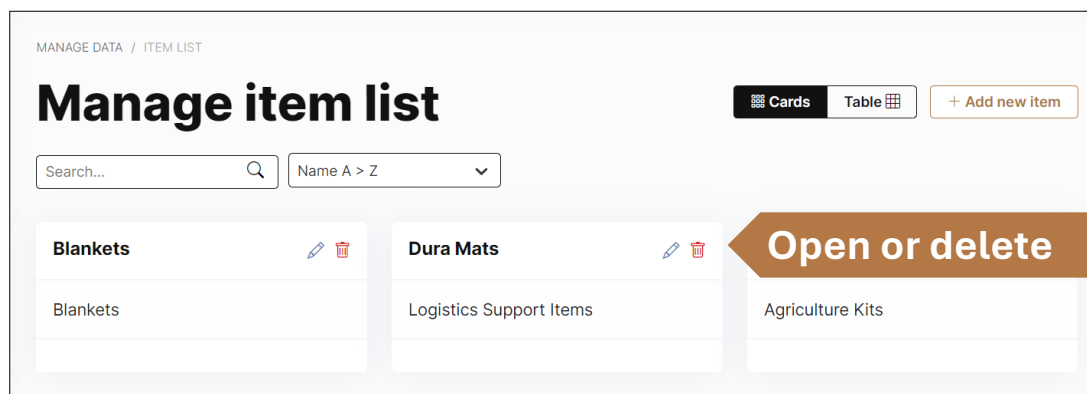 MANAGE DATA / ITEM LIST
Manage item list
Cards Table + Add new item
Search... Name A > Z
Blankets Dura Mats Open or delete
Blankets Logistics Support Items Agriculture Kits